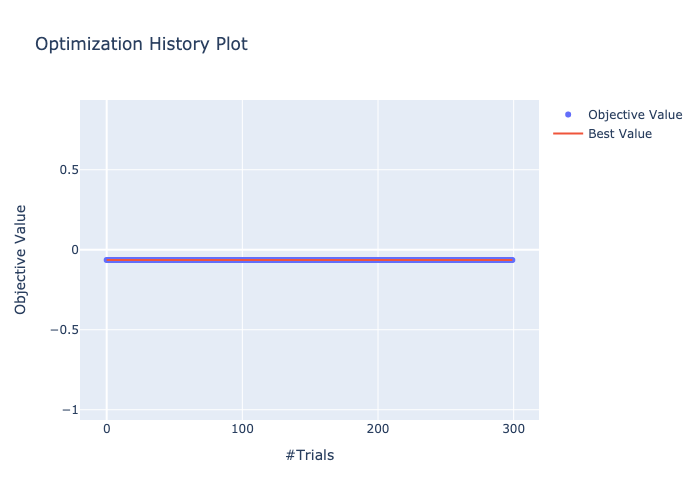 Optimization History Plot
Objective Value
Best Value
0.5
0
−0.5
−1
Objective Value
0
100
200
300
#Trials